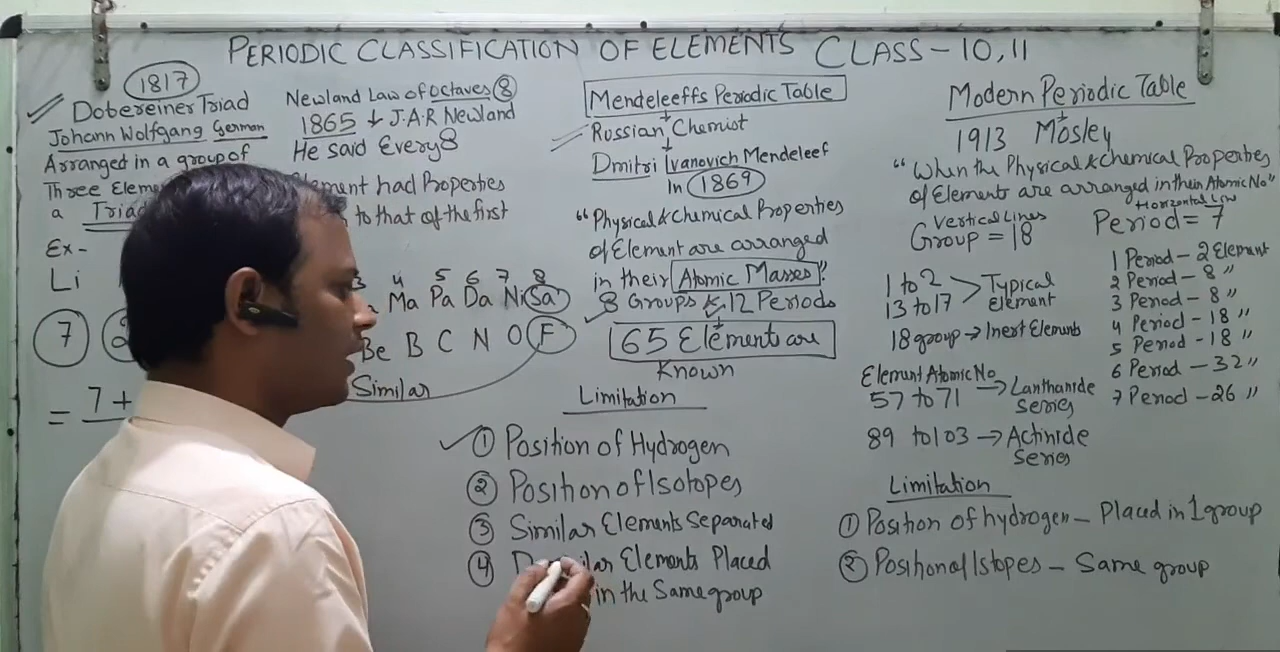 PERIODIC CLASSIFICATION OF ELEMENTS CLASS-10,11
1817
Dobereiner Triad
Johann Wolfgang German
Arranged in a group of
Three
a Triad
Ex-
Li
7
= 7+
Newland Law of Octaves 8
1865 J.A.R Newland
He said Every 8
Element had Properties
to that of the first
4 5 6 7 8
Ma Pa Da Ni Sa
Be B C N O F
Similar
Mendeleeffs Periodic Table
Russian Chemist
Dmitri Ivanovich Mendeleef
In 1869
"Physical & Chemical Properties
of Element are arranged
in their Atomic Masses".
8 Groups & 12 Periods
65 Elements are
Known
Limitation
① Position of Hydrogen
② Position of Isotopes
③ Similar Elements Separated
④ Elements Placed
in the Same group
Modern Periodic Table
1913 Mosley
"When the Physical & Chemical Properties
of Elements are arranged in their Atomic No"
Vertical Lines
Group = 18
1 to 2 > Typical
13 to 17 Element
18 group → Inert Elements
Element Atomic No
57 to 71 → Lanthanide
Series
89 to 103 → Actinide
Series
Horizontal
Period = 7
1 Period - 2 Element
2 Period - 8 "
3 Period - 8 "
4 Period - 18 "
5 Period - 18 "
6 Period - 32 "
7 Period - 26 "
Limitation
① Position of hydrogen - Placed in 1 group
② Position of Istopes - Same group